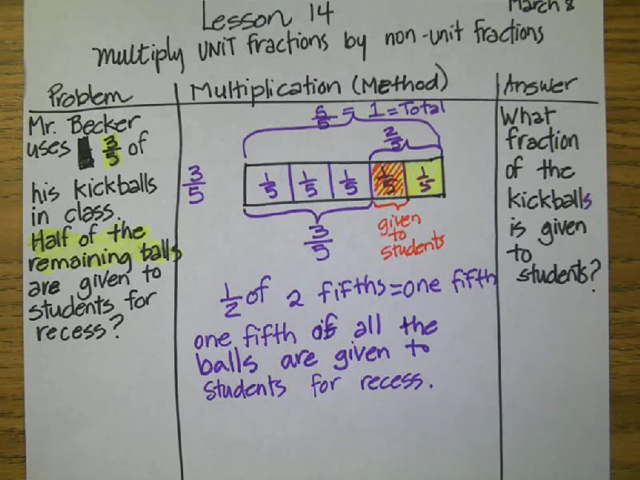 Lesson 14
March 8
multiply UNIT fractions by non-unit fractions
Problem
Mr. Becker
uses 3/5 of
his kickballs
in class.
Half of the
remaining balls
are given to
students for
recess?
Multiplication (Method)
5/5 = 1 = Total
2/5
3/5
1/5 1/5 1/5 1/5 1/5
3/5
given
to
students
1/2 of 2 fifths = one fifth
one fifth of all the
balls are given to
students for recess.
Answer
What
fraction
of the
kickballs
is given
to
students?